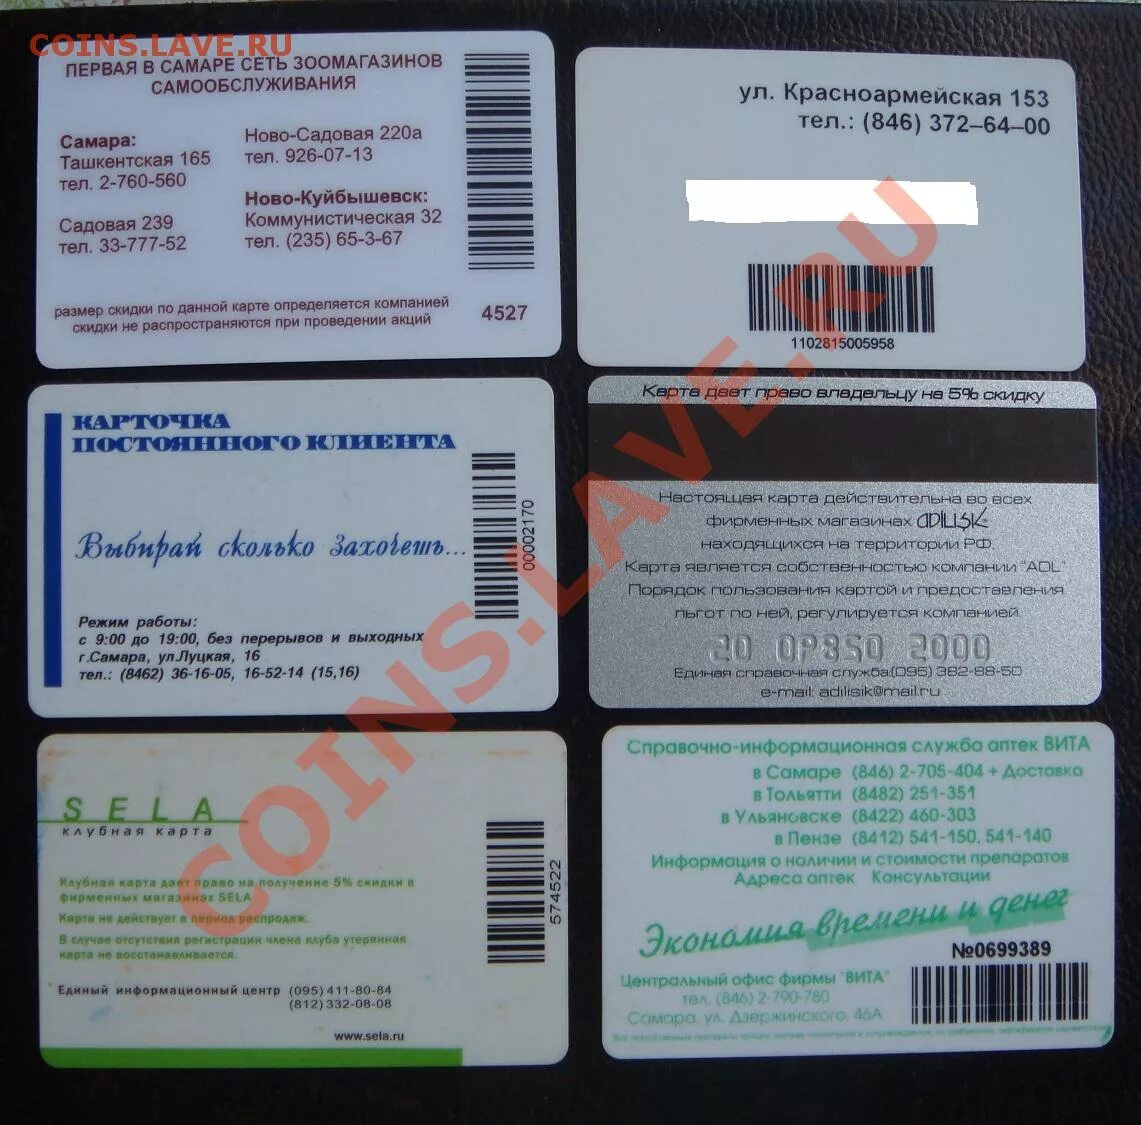 COINS.LAVE.RU
ПЕРВАЯ В САМАРЕ СЕТЬ ЗООМАГАЗИНОВ
САМООБСЛУЖИВАНИЯ
Самара:
Ташкентская 165
тел. 2-760-560
Садовая 239
тел. 33-777-52
Ново-Садовая 220а
тел. 926-07-13
Ново-Куйбышевск:
Коммунистическая 32
тел. (235) 65-3-67
размер скидки по данной карте определяется компанией
скидки не распространяются при проведении акций
4527
ул. Красноармейская 153
тел.: (846) 372–64–00
1102815005958
КАРТОЧКА
ПОСТОЯННОГО КЛИЕНТА
Выбирай сколько захочешь...
Режим работы:
с 9:00 до 19:00, без перерывов и выходных
г.Самара, ул.Луцкая, 16
тел.: (8462) 36-16-05, 16-52-14 (15,16)
00002170
Карта дает право владельцу на 5% скидку
Настоящая карта действительна во всех
фирменных магазинах ADILISIK
находящихся на территории РФ.
Карта является собственностью компании "ADL"
Порядок пользования картой и предоставления
льгот по ней, регулируется компанией
Единая справочная служба:(095) 382-88-50
e-mail: adilisik@mail.ru
SELA
клубная карта
Клубная карта дает право на получение 5% скидки в
фирменных магазинах SELA
Карта не действует в период распродаж.
В случае отсутствия регистрации члена клуба утерянная
карта не восстанавливается.
Единый информационный центр (095) 411-80-84
(812) 332-08-08
www.sela.ru
574522
Справочно-информационная служба аптек ВИТА
в Самаре (846) 2-705-404 + Доставка
в Тольятти (8482) 251-351
в Ульяновске (8422) 460-303
в Пензе (8412) 541-150, 541-140
Информация о наличии и стоимости препаратов
Адреса аптек Консультации
Экономия времени и денег
№0699389
Центральный офис фирмы "ВИТА"
тел. (846) 2-790-780
Самара, ул. Дзержинского, 46А
COINS.LAVE.RU